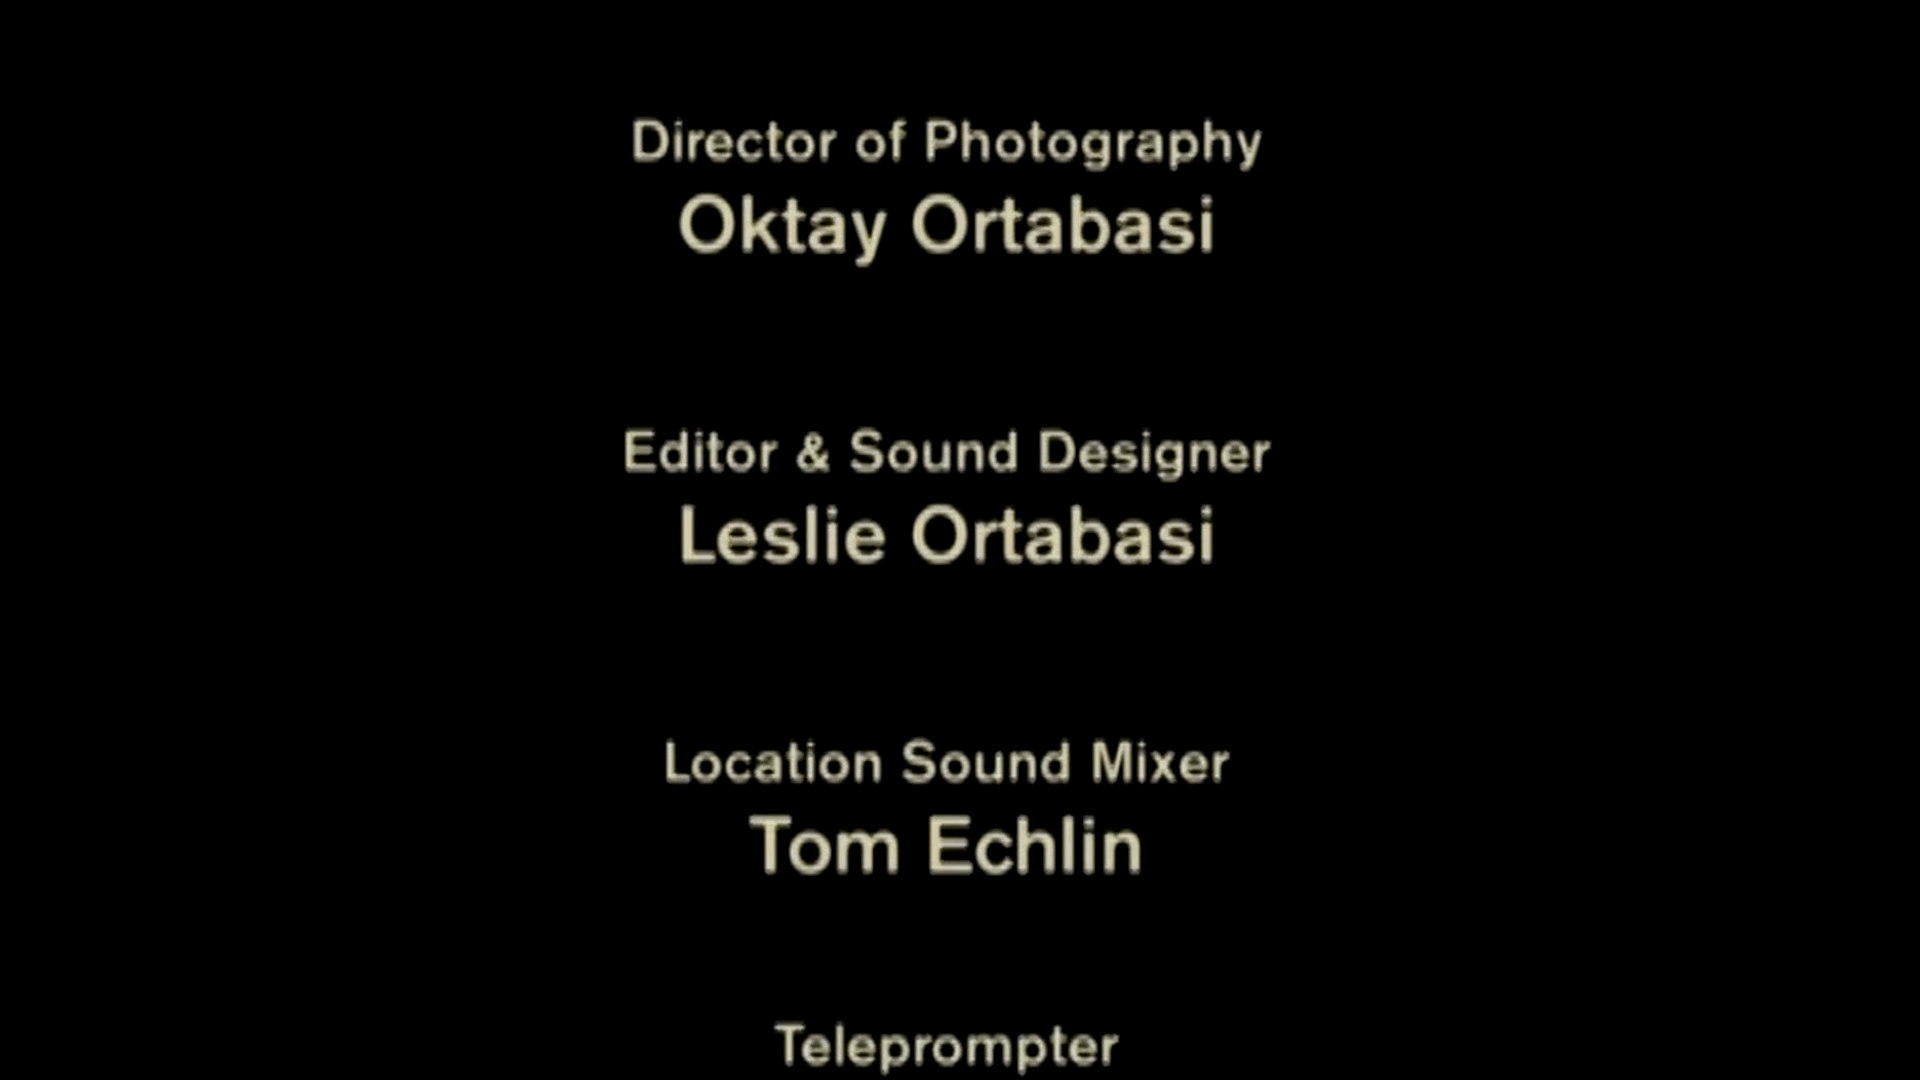 Director of Photography
Oktay Ortabasi
Editor & Sound Designer
Leslie Ortabasi
Location Sound Mixer
Tom Echlin
Teleprompter